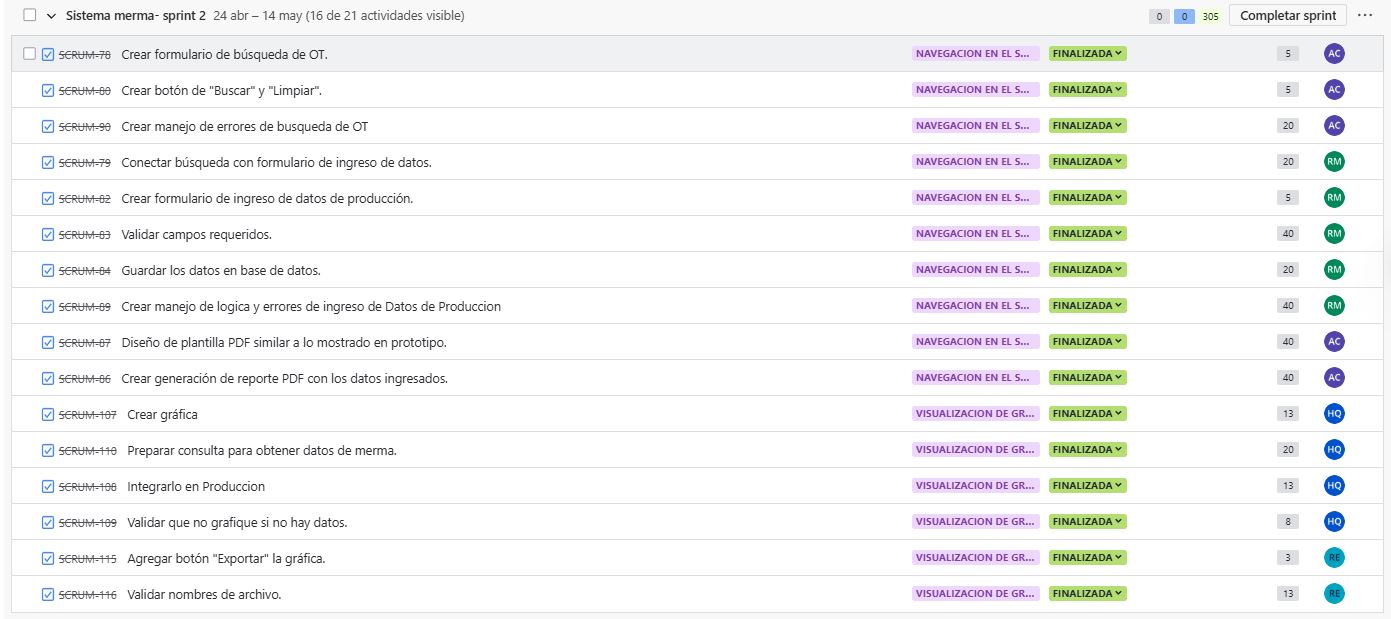 Sistema merma- sprint 2 24 abr – 14 may (16 de 21 actividades visible) 0 0 305 Completar sprint ...
SCRUM-78 Crear formulario de búsqueda de OT. NAVEGACION EN EL S... FINALIZADA 5 AC
SCRUM-80 Crear botón de "Buscar" y "Limpiar". NAVEGACION EN EL S... FINALIZADA 5 AC
SCRUM-90 Crear manejo de errores de busqueda de OT NAVEGACION EN EL S... FINALIZADA 20 AC
SCRUM-79 Conectar búsqueda con formulario de ingreso de datos. NAVEGACION EN EL S... FINALIZADA 20 RM
SCRUM-82 Crear formulario de ingreso de datos de producción. NAVEGACION EN EL S... FINALIZADA 5 RM
SCRUM-83 Validar campos requeridos. NAVEGACION EN EL S... FINALIZADA 40 RM
SCRUM-84 Guardar los datos en base de datos. NAVEGACION EN EL S... FINALIZADA 20 RM
SCRUM-89 Crear manejo de logica y errores de ingreso de Datos de Produccion NAVEGACION EN EL S... FINALIZADA 40 RM
SCRUM-87 Diseño de plantilla PDF similar a lo mostrado en prototipo. NAVEGACION EN EL S... FINALIZADA 40 AC
SCRUM-86 Crear generación de reporte PDF con los datos ingresados. NAVEGACION EN EL S... FINALIZADA 40 AC
SCRUM-107 Crear gráfica VISUALIZACION DE GR... FINALIZADA 13 HQ
SCRUM-110 Preparar consulta para obtener datos de merma. VISUALIZACION DE GR... FINALIZADA 20 HQ
SCRUM-108 Integrarlo en Produccion VISUALIZACION DE GR... FINALIZADA 13 HQ
SCRUM-109 Validar que no grafique si no hay datos. VISUALIZACION DE GR... FINALIZADA 8 HQ
SCRUM-115 Agregar botón "Exportar" la gráfica. VISUALIZACION DE GR... FINALIZADA 3 RE
SCRUM-116 Validar nombres de archivo. VISUALIZACION DE GR... FINALIZADA 13 RE